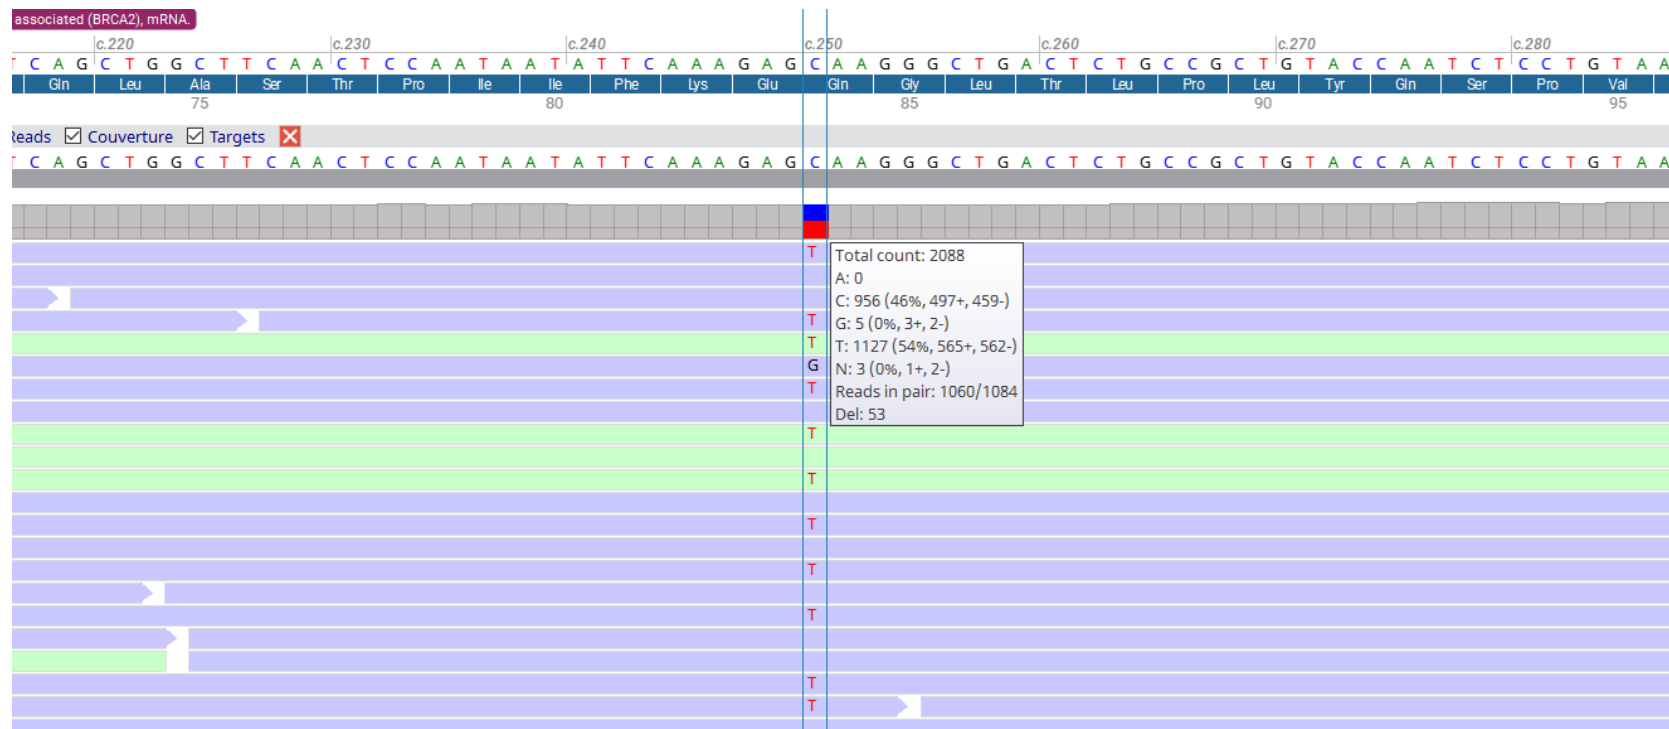 associated (BRCA2), mRNA.
c.220 c.230 c.240 c.250 c.260 c.270 c.280
T C A G C T G G C T T C A A C T C C A A T A A T A T T C A A A G A G C A A G G G C T G A C T C T G C C G C T G T A C C A A T C T C C T G T A A
Gln Leu Ala Ser Thr Pro Ile Ile Phe Lys Glu Gln Gly Leu Thr Leu Pro Leu Tyr Gln Ser Pro Val
75 80 85 90 95
Reads Couverture Targets
T C A G C T G G C T T C A A C T C C A A T A A T A T T C A A A G A G C A A G G G C T G A C T C T G C C G C T G T A C C A A T C T C C T G T A A
T
T
T
G
T
T
T
T
T
T
T
T
Total count: 2088
A: 0
C: 956 (46%, 497+, 459-)
G: 5 (0%, 3+, 2-)
T: 1127 (54%, 565+, 562-)
N: 3 (0%, 1+, 2-)
Reads in pair: 1060/1084
Del: 53